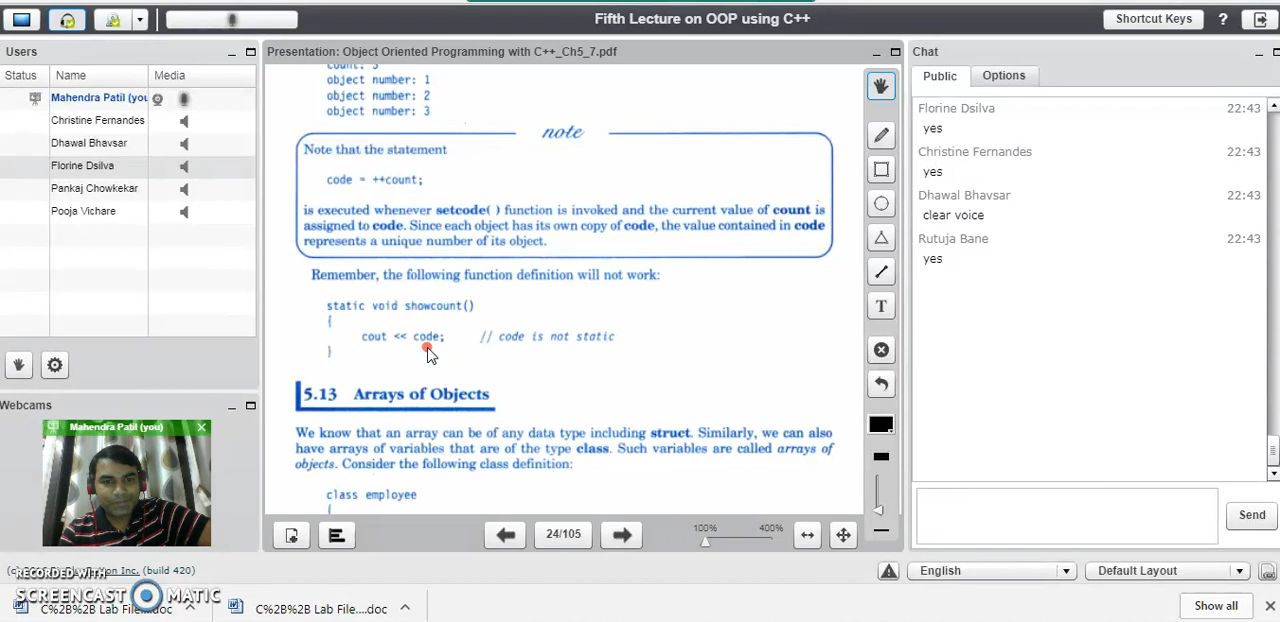 Fifth Lecture on OOP using C++
Shortcut Keys
?
Users
Status Name Media
Mahendra Patil (you
Christine Fernandes
Dhawal Bhavsar
Florine Dsilva
Pankaj Chowkekar
Pooja Vichare
Webcams
Mahendra Patil (you)
Presentation: Object Oriented Programming with C++_Ch5_7.pdf
count: 3
object number: 1
object number: 2
object number: 3
note
Note that the statement
code = ++count;
is executed whenever setcode( ) function is invoked and the current value of count is
assigned to code. Since each object has its own copy of code, the value contained in code
represents a unique number of its object.
Remember, the following function definition will not work:
static void showcount()
{
cout << code; // code is not static
}
5.13 Arrays of Objects
We know that an array can be of any data type including struct. Similarly, we can also
have arrays of variables that are of the type class. Such variables are called arrays of
objects. Consider the following class definition:
class employee
{
24/105
100% 400%
T
Chat
Public Options
Florine Dsilva 22:43
yes
Christine Fernandes 22:43
yes
Dhawal Bhavsar 22:43
clear voice
Rutuja Bane 22:43
yes
Send
Inc. (build 420)
English
Default Layout
RECORDED WITH
SCREENCAST MATIC
C%2B%2B Lab File....doc
C%2B%2B Lab File....doc
Show all